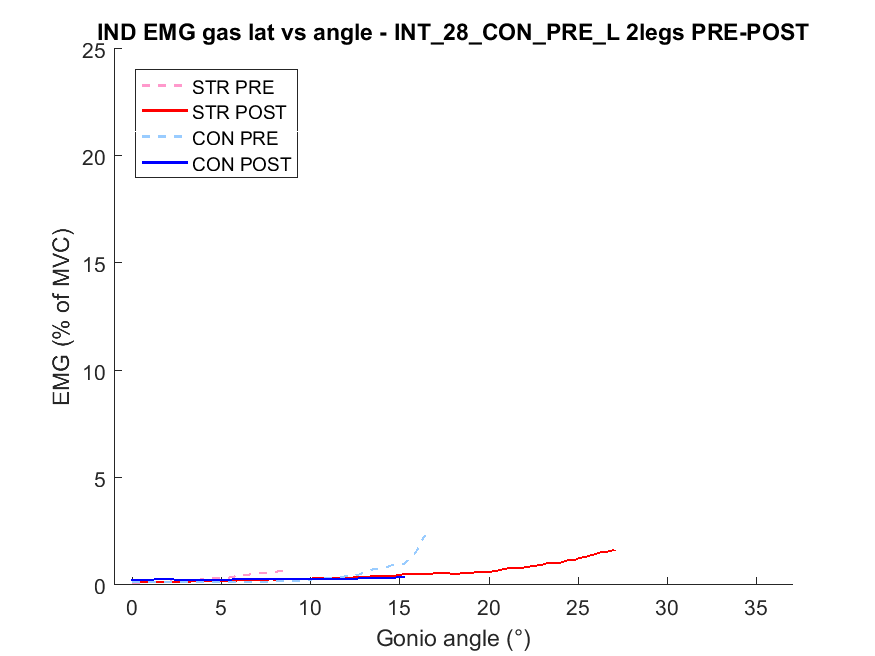 IND EMG gas lat vs angle - INT_28_CON_PRE_L 2legs PRE-POST
25
STR PRE
STR POST
CON PRE
CON POST
20
15
10
5
0
EMG (% of MVC)
0 5 10 15 20 25 30 35
Gonio angle (°)